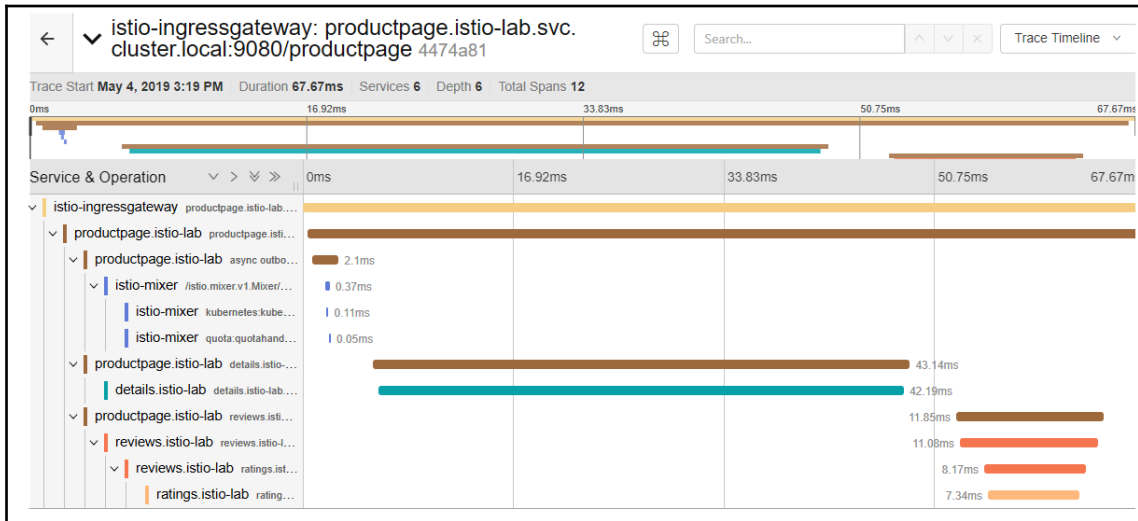 istio-ingressgateway: productpage.istio-lab.svc.
cluster.local:9080/productpage 4474a81
⌘
Search...
Trace Timeline
Trace Start May 4, 2019 3:19 PM Duration 67.67ms Services 6 Depth 6 Total Spans 12
0ms 16.92ms 33.83ms 50.75ms 67.67ms
Service & Operation 0ms 16.92ms 33.83ms 50.75ms 67.67ms
istio-ingressgateway productpage.istio-lab....
productpage.istio-lab productpage.isti...
productpage.istio-lab async outbo... 2.1ms
istio-mixer /istio.mixer.v1.Mixer/... 0.37ms
istio-mixer kubernetes:kube... 0.11ms
istio-mixer quota:quotahand... 0.05ms
productpage.istio-lab details.istio-... 43.14ms
details.istio-lab details.istio-lab.... 42.19ms
productpage.istio-lab reviews.isti... 11.85ms
reviews.istio-lab reviews.istio-l... 11.08ms
reviews.istio-lab ratings.ist... 8.17ms
ratings.istio-lab rating... 7.34ms